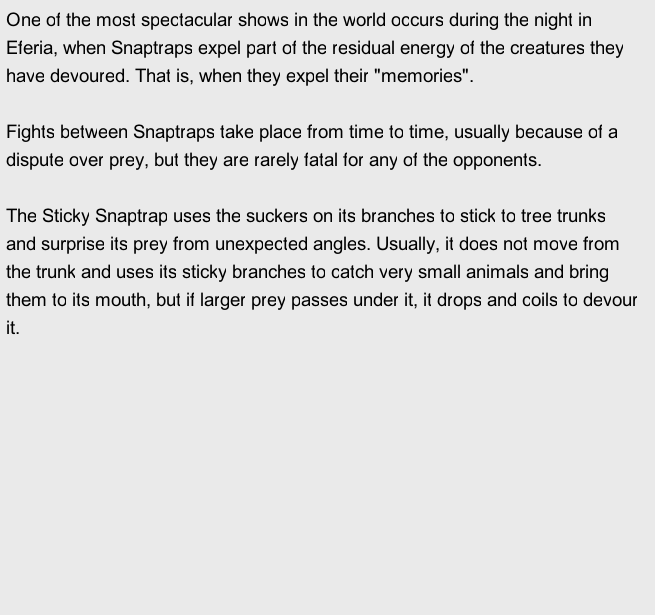 One of the most spectacular shows in the world occurs during the night in
Eferia, when Snaptraps expel part of the residual energy of the creatures they
have devoured. That is, when they expel their "memories".
Fights between Snaptraps take place from time to time, usually because of a
dispute over prey, but they are rarely fatal for any of the opponents.
The Sticky Snaptrap uses the suckers on its branches to stick to tree trunks
and surprise its prey from unexpected angles. Usually, it does not move from
the trunk and uses its sticky branches to catch very small animals and bring
them to its mouth, but if larger prey passes under it, it drops and coils to devour
it.